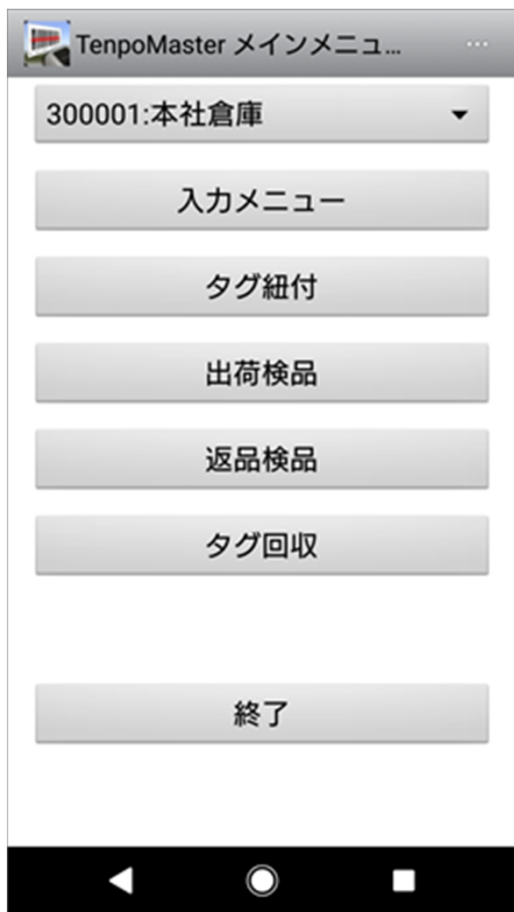 TenpoMaster メインメニュ...
300001:本社倉庫
入力メニュー
タグ紐付
出荷検品
返品検品
タグ回収
終了